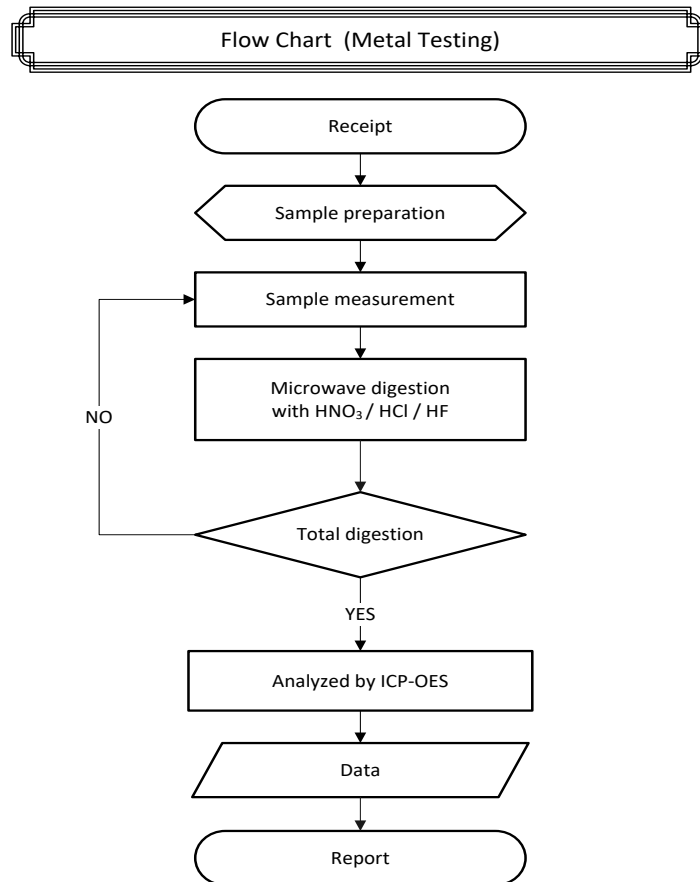 Flow Chart  (Metal Testing)
Receipt
Sample preparation
Sample measurement
Microwave digestion
with HNO₃ / HCl / HF
NO
Total digestion
YES
Analyzed by ICP-OES
Data
Report